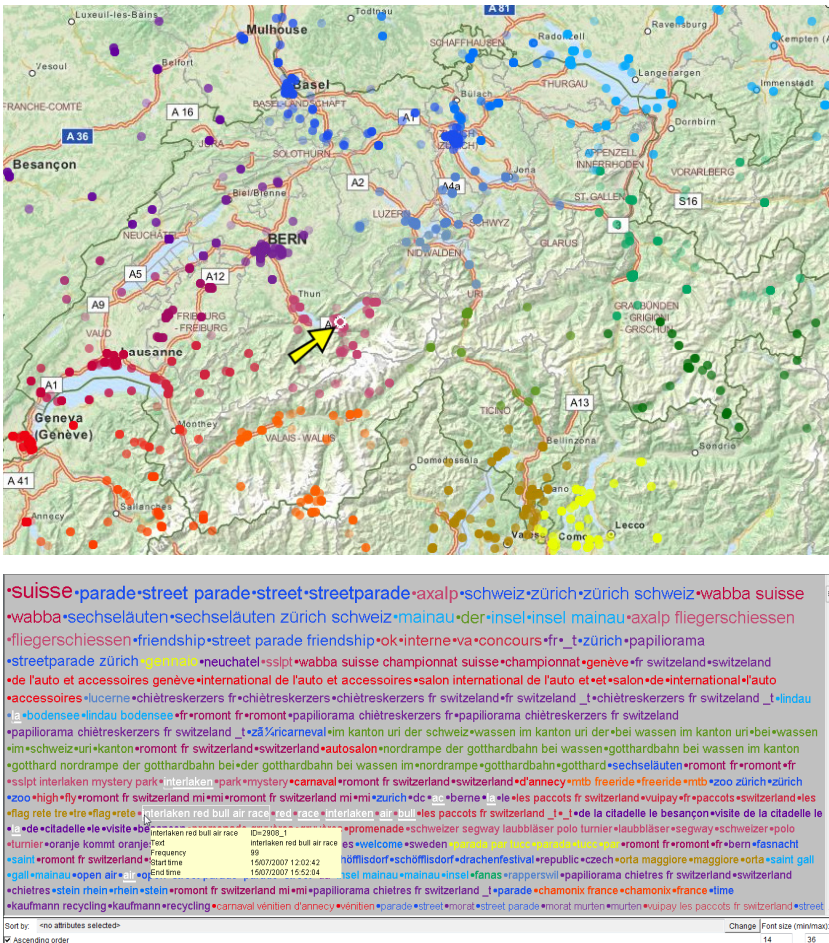 Luxeuil-les-Bains
Todtnau
A 81
Mulhouse
Ravensburg
SCHAFFHAUSEN
Radolfzell
Kempten (A
Vesoul
Belfort
Langenargen
Immenstadt
Basel
THURGAU
BASEL-LANDSCHAFT
Bülach
FRANCHE-COMTÉ
A 16
A1
Dornbirn
A 36
JURA
ZÜRICH
SOLOTHURN
APPENZELL
INNERRHODEN
Besançon
VORARLBERG
A2
A4a
Jona
Biel/Bienne
ST. GALLEN
S16
LUZERN
SCHWYZ
NEUCHÂTEL
BERN
GLARUS
NIDWALDEN
A5
A12
Thun
URI
A9
GRAUBÜNDEN
- GRIGIONI
- GRISCHUN
FRIBOURG
- FREIBURG
VAUD
Lausanne
A1
A13
TICINO
Geneva
(Genève)
Monthey
VALAIS - WALLIS
Bellinzona
Sondrio
Domodossola
A 41
Sallanches
Annecy
Lecco
Como
•suisse•parade•street parade•street•streetparade•axalp•schweiz•zürich•zürich schweiz•wabba suisse
•wabba•sechseläuten•sechseläuten zürich schweiz•mainau•der•insel•insel mainau•axalp fliegerschiessen
•fliegerschiessen•friendship•street parade friendship•ok•interne•va•concours•fr•_t•zürich•papiliorama
•streetparade zürich•gennaio•neuchatel•sslpt•wabba suisse championnat suisse•championnat•genève•fr switzeland•switzeland
•de l'auto et accessoires genève•international de l'auto et accessoires•salon international de l'auto et•et•salon•de•international•l'auto
•accessoires•lucerne•chiètreskerzers fr•chiètreskerzers•chiètreskerzers fr switzeland•fr switzeland _t•chiètreskerzers fr switzeland _t•lindau
•la•bodensee•lindau bodensee•fr•romont fr•romont•papiliorama chiètreskerzers fr•papiliorama chiètreskerzers fr switzeland
•papiliorama chiètreskerzers fr switzeland _t•zã¼ricarneval•im kanton uri der schweiz•wassen im kanton uri der•bei wassen im kanton uri•bei•wassen
•im•schweiz•uri•kanton•romont fr switzerland•switzerland•autosalon•nordrampe der gotthardbahn bei wassen•gotthardbahn bei wassen im kanton
•gotthard nordrampe der gotthardbahn bei•der gotthardbahn bei wassen im•nordrampe•gotthardbahn•gotthard•sechseläuten•romont fr•romont•fr
•sslpt interlaken mystery park•interlaken•park•mystery•carnaval•romont fr switzerland•switzerland•d'annecy•mtb freeride•freeride•mtb•zoo zürich•zürich
•zoo•high•fly•romont fr switzerland mi mi•romont fr switzerland mi•mi•zurich•dc•ac•berne•la•le•les paccots fr switzerland•vuipay•fr•paccots•switzerland•les
•flag rete tre•tre•flag•rete•interlaken red bull air race•red•race•interlaken•air•bull•les paccots fr switzerland _t•_t•de la citadelle le besançon•visite de la citadelle le
•la•de•citadelle•le•visite•promenade•schweizer segway laubbläser polo turnier•laubbläser•segway•schweizer•polo
•turnier•oranje kommt•welcome•sweden•parada par tucc•parada•tucc•par•romont fr•romont•fr•bern•fasnacht
•saint•romont fr switzerland•schöfflisdorf•drachenfestival•republic•czech•orta maggiore•maggiore•orta•saint gall
•gall•mainau•open air•air•insel mainau•mainau•insel•fanas•rapperswil•papiliorama chietres fr switzerland•switzerland
•chietres•stein rhein•rhein•stein•romont fr switzerland mi•mi•papiliorama chietres fr switzerland _t•parade•chamonix france•chamonix•france•time
•kaufmann recycling•kaufmann•recycling•carnaval vénitien d'annecy•vénitien•parade•street•morat•street•morat murten•murten•vuipay les paccots fr switzerland•street
interlaken red bull air race ID=2908_1
Text interlaken red bull air race
Frequency 99
Start time 15/07/2007 12:02:42
End time 15/07/2007 15:52:04
Sort by: <no attributes selected> Change Font size (min/max):
Ascending order 14 36